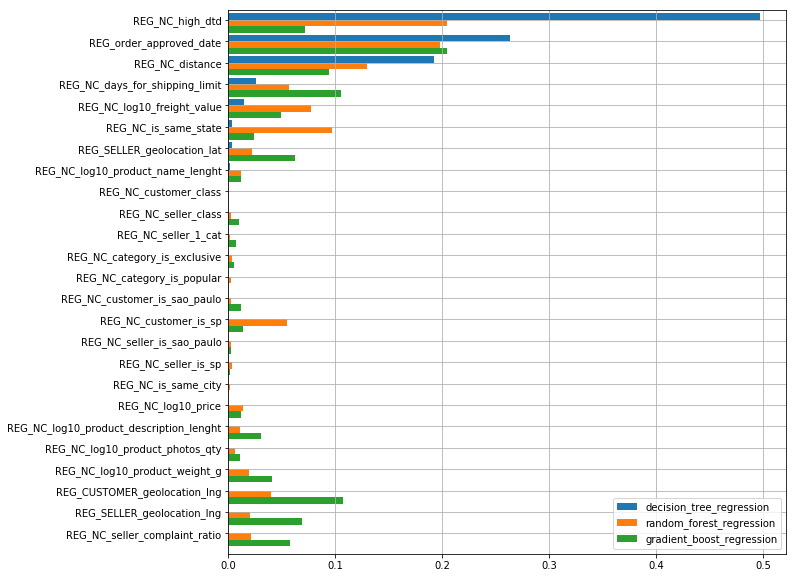 REG_NC_high_dtd
REG_order_approved_date
REG_NC_distance
REG_NC_days_for_shipping_limit
REG_NC_log10_freight_value
REG_NC_is_same_state
REG_SELLER_geolocation_lat
REG_NC_log10_product_name_lenght
REG_NC_customer_class
REG_NC_seller_class
REG_NC_seller_1_cat
REG_NC_category_is_exclusive
REG_NC_category_is_popular
REG_NC_customer_is_sao_paulo
REG_NC_customer_is_sp
REG_NC_seller_is_sao_paulo
REG_NC_seller_is_sp
REG_NC_is_same_city
REG_NC_log10_price
REG_NC_log10_product_description_lenght
REG_NC_log10_product_photos_qty
REG_NC_log10_product_weight_g
REG_CUSTOMER_geolocation_lng
REG_SELLER_geolocation_lng
REG_NC_seller_complaint_ratio
decision_tree_regression
random_forest_regression
gradient_boost_regression
0.0 0.1 0.2 0.3 0.4 0.5